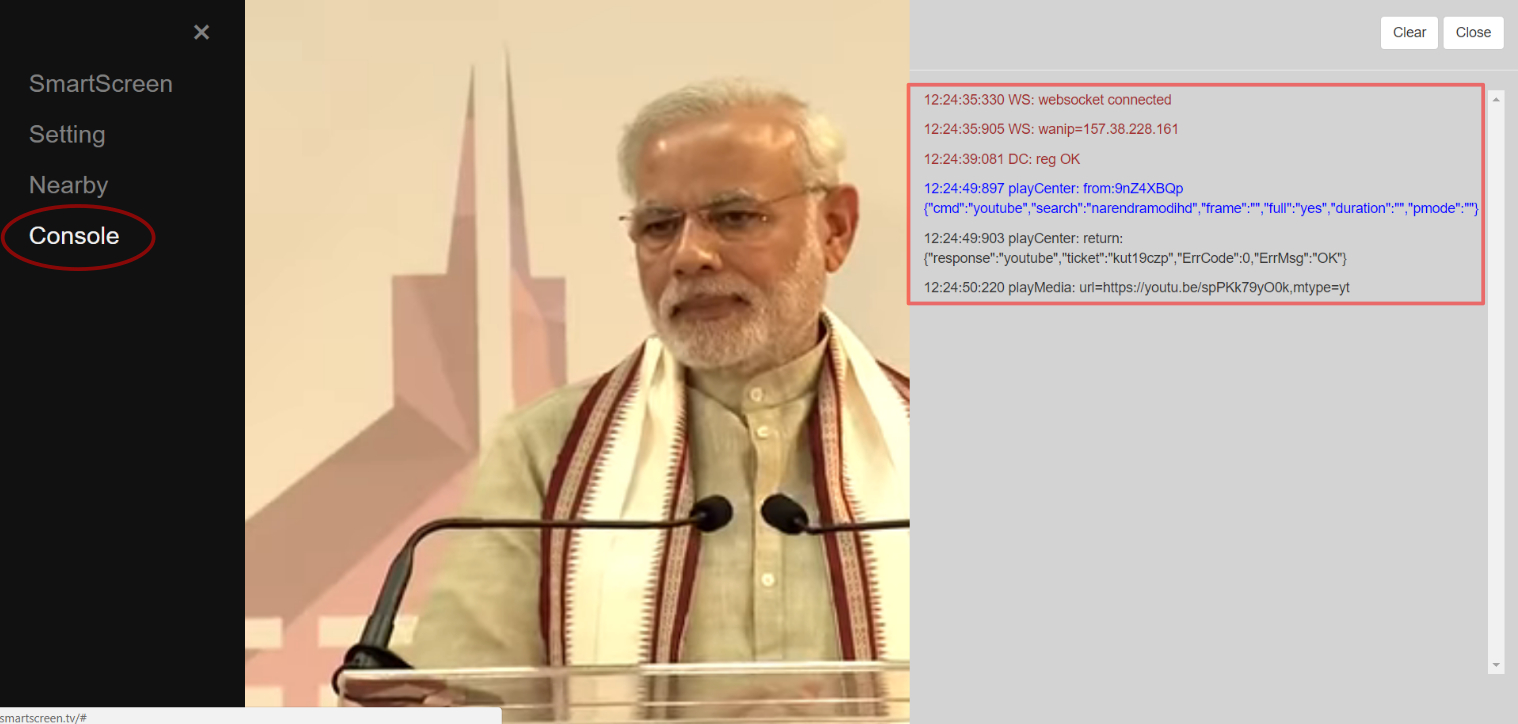 ×
SmartScreen
Setting
Nearby
Console
Clear
Close
12:24:35:330 WS: websocket connected
12:24:35:905 WS: wanip=157.38.228.161
12:24:39:081 DC: reg OK
12:24:49:897 playCenter: from:9nZ4XBQp
{"cmd":"youtube","search":"narendramodihd","frame":"","full":"yes","duration":"","pmode":""}
12:24:49:903 playCenter: return:
{"response":"youtube","ticket":"kut19czp","ErrCode":0,"ErrMsg":"OK"}
12:24:50:220 playMedia: url=https://youtu.be/spPKk79yO0k,mtype=yt
smartscreen.tv/#